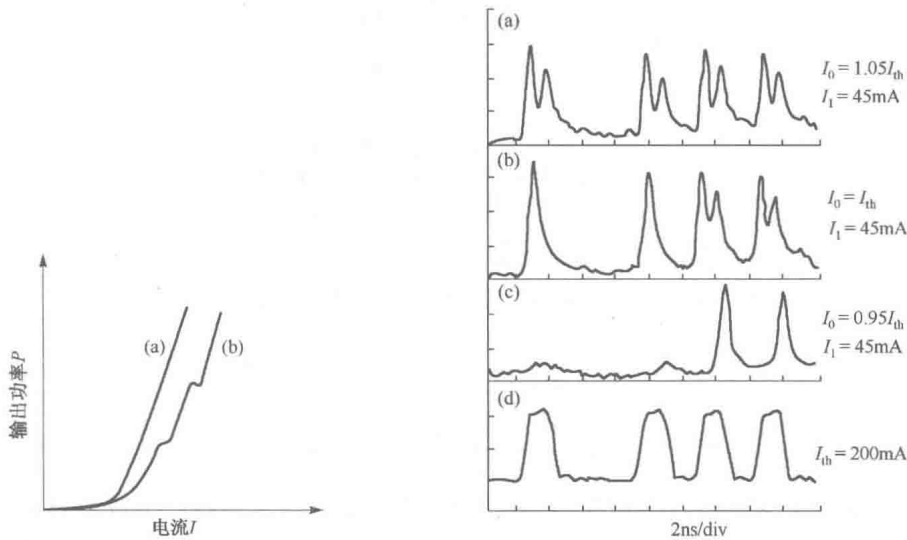 (a)
I₀=1.05Iₜₕ
I₁=45mA
(b)
I₀=Iₜₕ
I₁=45mA
(c)
I₀=0.95Iₜₕ
I₁=45mA
(d)
Iₜₕ=200mA
2ns/div
输出功率P
(a)
(b)
电流I